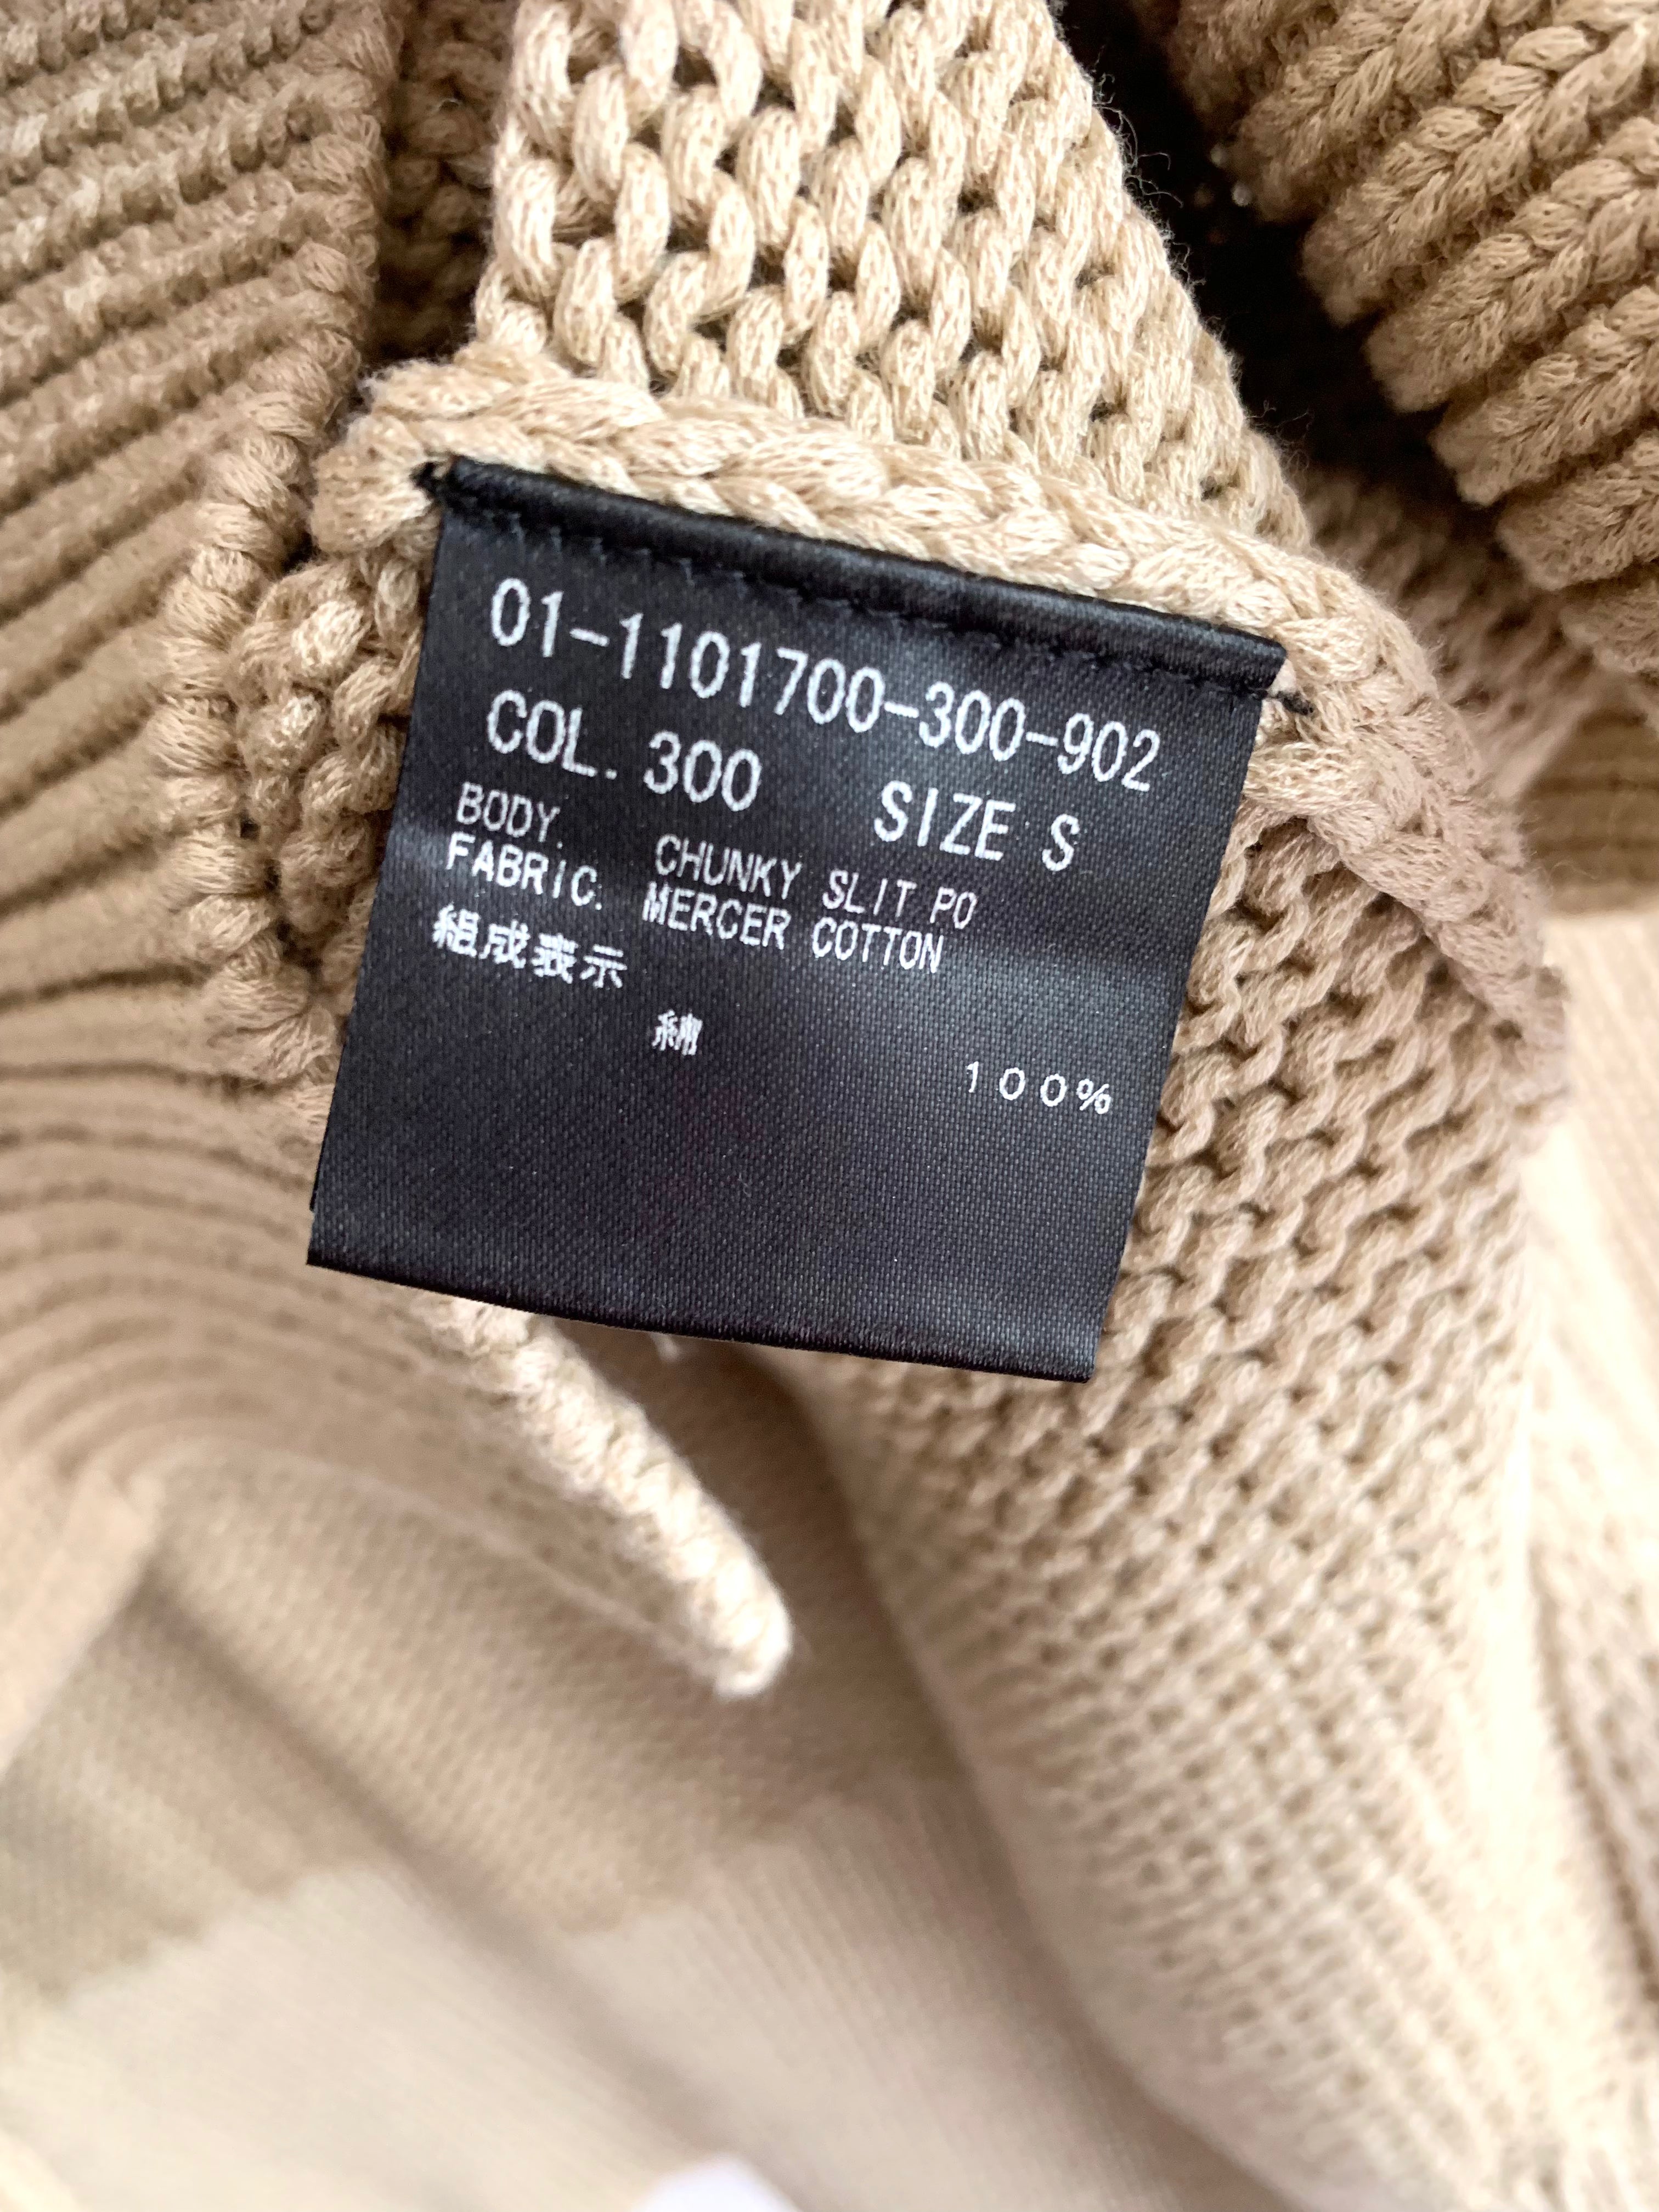 01-1101700-300-902
COL. 300 SIZE S
BODY. CHUNKY SLIT PO
FABRIC. MERCER COTTON
組成表示
綿
100%